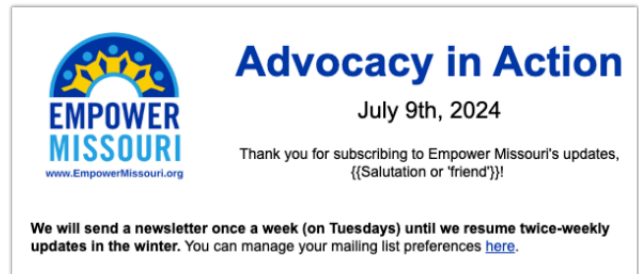 Advocacy in Action
EMPOWER
MISSOURI
www.EmpowerMissouri.org
July 9th, 2024
Thank you for subscribing to Empower Missouri's updates,
{{Salutation or 'friend'}}!
We will send a newsletter once a week (on Tuesdays) until we resume twice-weekly
updates in the winter. You can manage your mailing list preferences here.